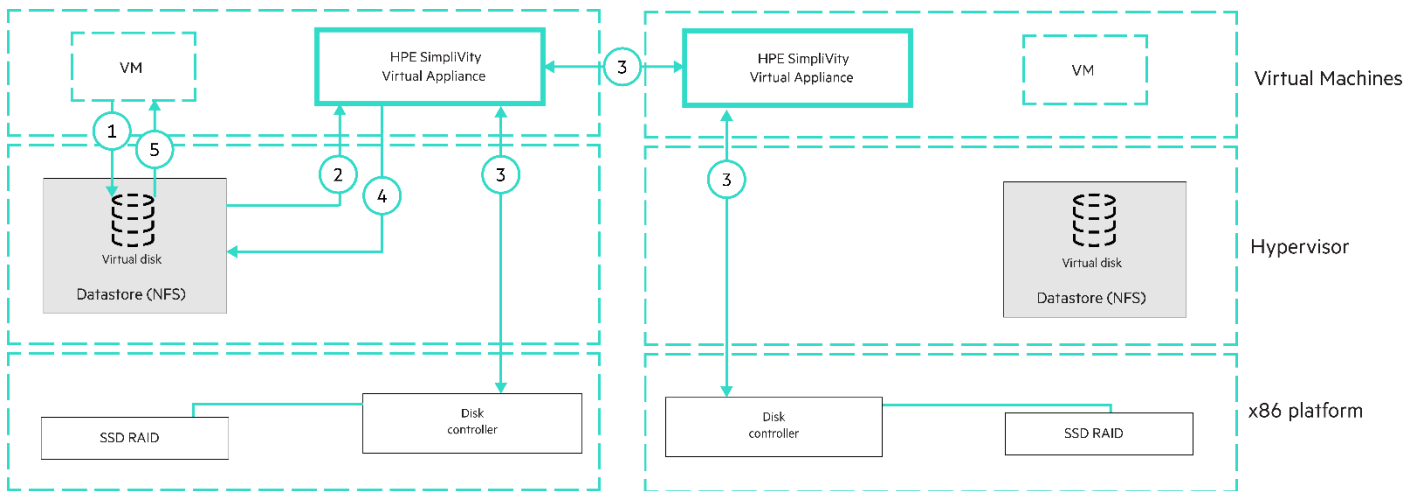 HPE SimpliVity
Virtual Appliance
HPE SimpliVity
Virtual Appliance
VM
3
VM
Virtual Machines
1
5
2
4
3
3
Virtual disk
Datastore (NFS)
Virtual disk
Datastore (NFS)
Hypervisor
Disk
controller
SSD RAID
Disk
controller
SSD RAID
x86 platform